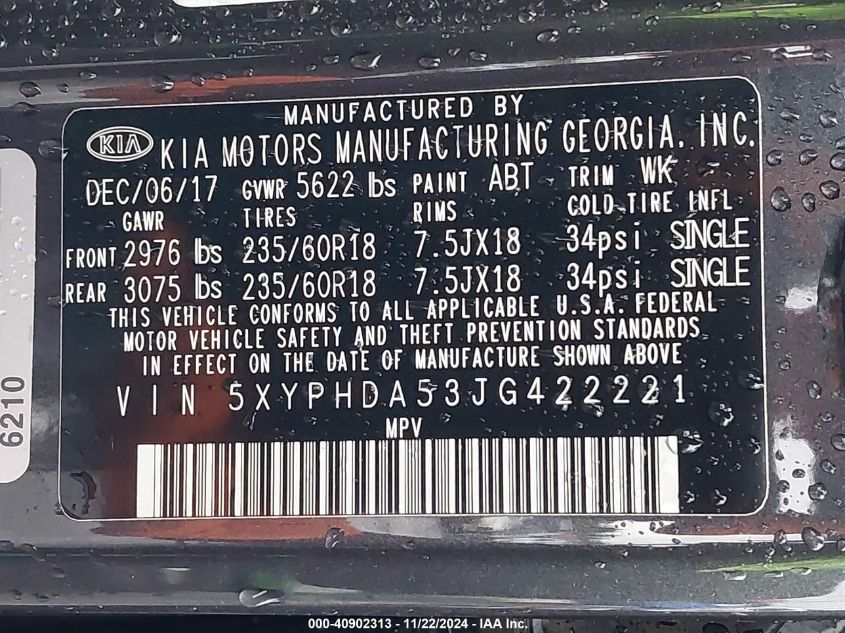 MANUFACTURED BY
KIA KIA MOTORS MANUFACTURING GEORGIA, INC.
DEC/06/17 GVWR 5622 lbs PAINT ABT TRIM WK
GAWR TIRES RIMS COLD TIRE INFL
FRONT 2976 lbs 235/60R18 7.5JX18 34psi SINGLE
REAR 3075 lbs 235/60R18 7.5JX18 34psi SINGLE
THIS VEHICLE CONFORMS TO ALL APPLICABLE U.S.A. FEDERAL
MOTOR VEHICLE SAFETY AND THEFT PREVENTION STANDARDS
IN EFFECT ON THE DATE OF MANUFACTURE SHOWN ABOVE
VIN 5XYPHDA53JG422221
MPV
6210
000-40902313 - 11/22/2024 - IAA Inc.